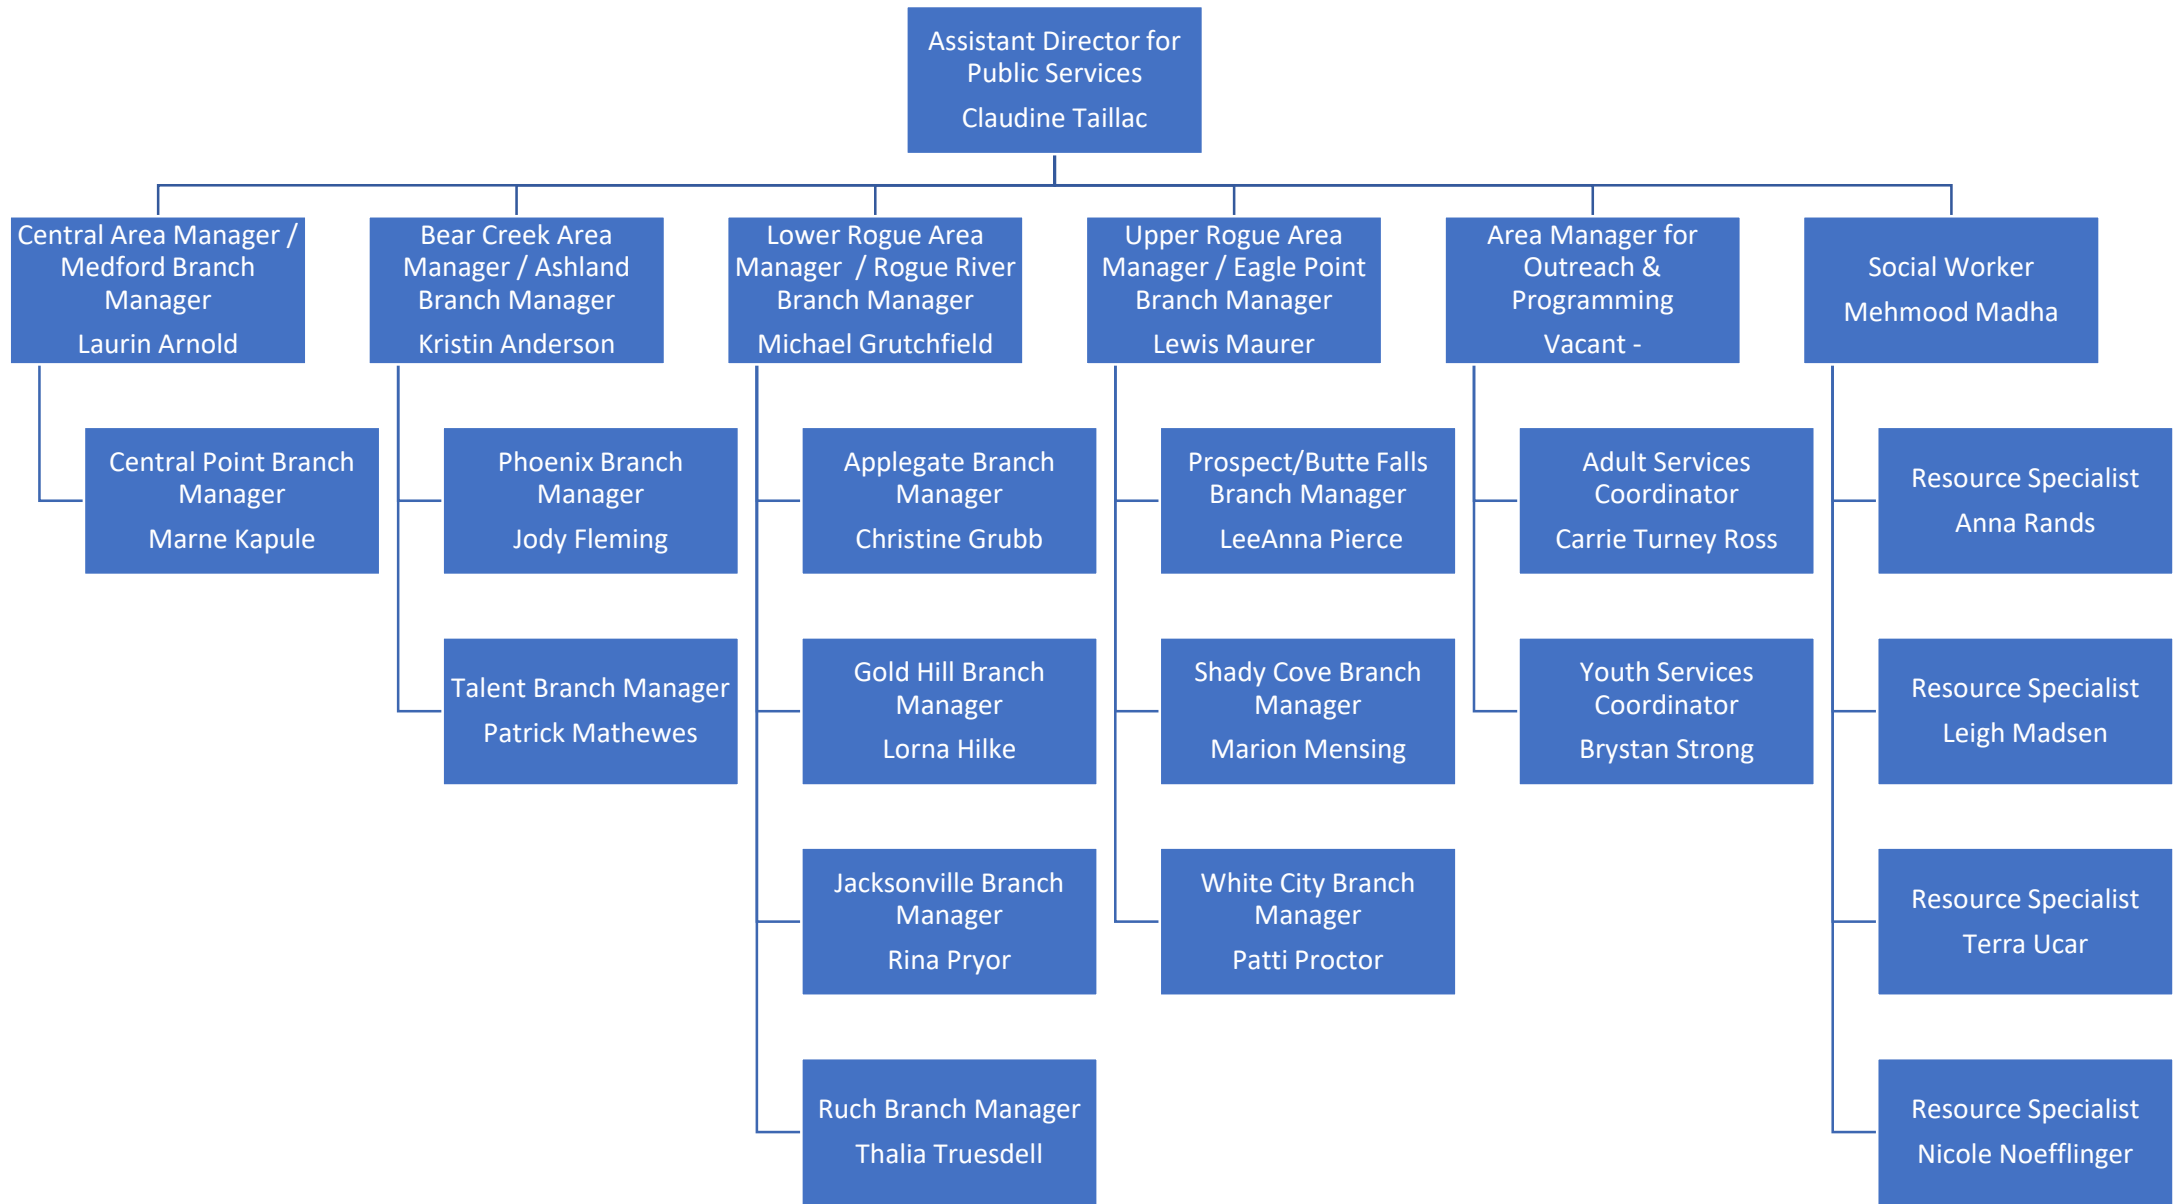 Assistant Director for
Public Services
Claudine Taillac
Central Area Manager /
Medford Branch
Manager
Laurin Arnold
Bear Creek Area
Manager / Ashland
Branch Manager
Kristin Anderson
Lower Rogue Area
Manager  / Rogue River
Branch Manager
Michael Grutchfield
Upper Rogue Area
Manager / Eagle Point
Branch Manager
Lewis Maurer
Area Manager for
Outreach &
Programming
Vacant -
Social Worker
Mehmood Madha
Central Point Branch
Manager
Marne Kapule
Phoenix Branch
Manager
Jody Fleming
Applegate Branch
Manager
Christine Grubb
Prospect/Butte Falls
Branch Manager
LeeAnna Pierce
Adult Services
Coordinator
Carrie Turney Ross
Resource Specialist
Anna Rands
Talent Branch Manager
Patrick Mathewes
Gold Hill Branch
Manager
Lorna Hilke
Shady Cove Branch
Manager
Marion Mensing
Youth Services
Coordinator
Brystan Strong
Resource Specialist
Leigh Madsen
Jacksonville Branch
Manager
Rina Pryor
White City Branch
Manager
Patti Proctor
Resource Specialist
Terra Ucar
Ruch Branch Manager
Thalia Truesdell
Resource Specialist
Nicole Noefflinger